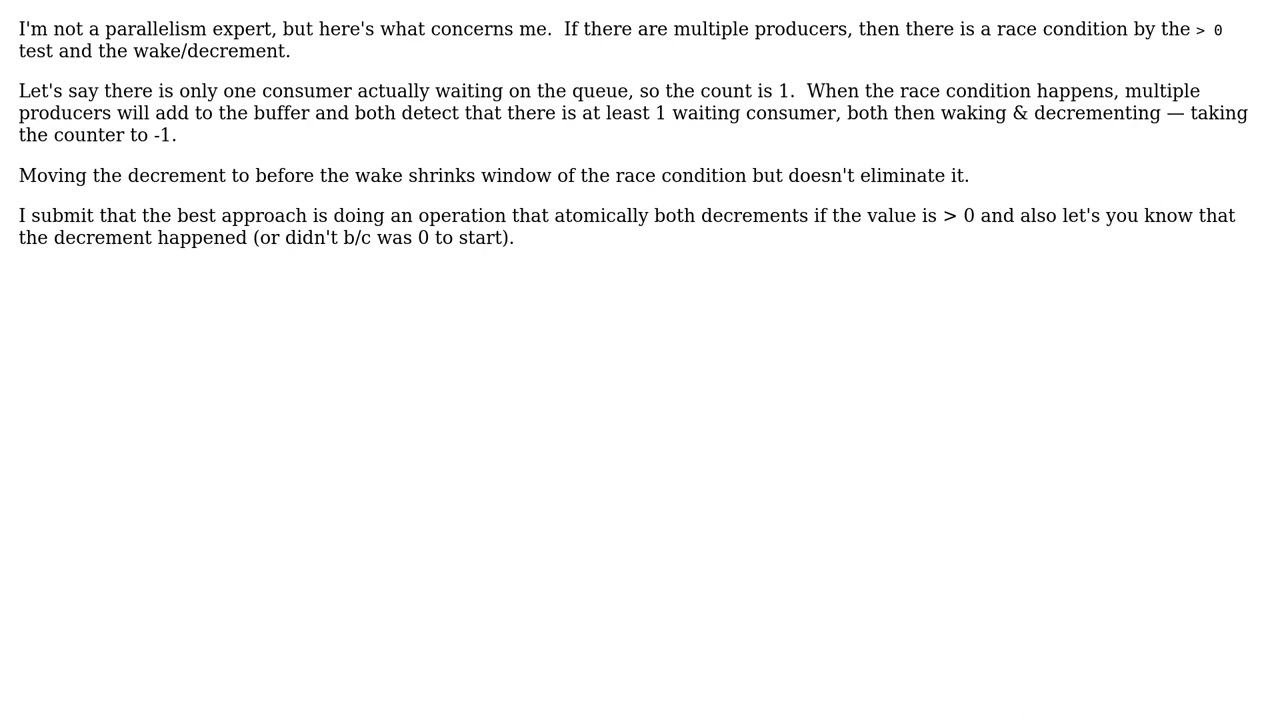 I'm not a parallelism expert, but here's what concerns me.  If there are multiple producers, then there is a race condition by the > 0
test and the wake/decrement.
Let's say there is only one consumer actually waiting on the queue, so the count is 1.  When the race condition happens, multiple
producers will add to the buffer and both detect that there is at least 1 waiting consumer, both then waking & decrementing — taking
the counter to -1.
Moving the decrement to before the wake shrinks window of the race condition but doesn't eliminate it.
I submit that the best approach is doing an operation that atomically both decrements if the value is > 0 and also let's you know that
the decrement happened (or didn't b/c was 0 to start).